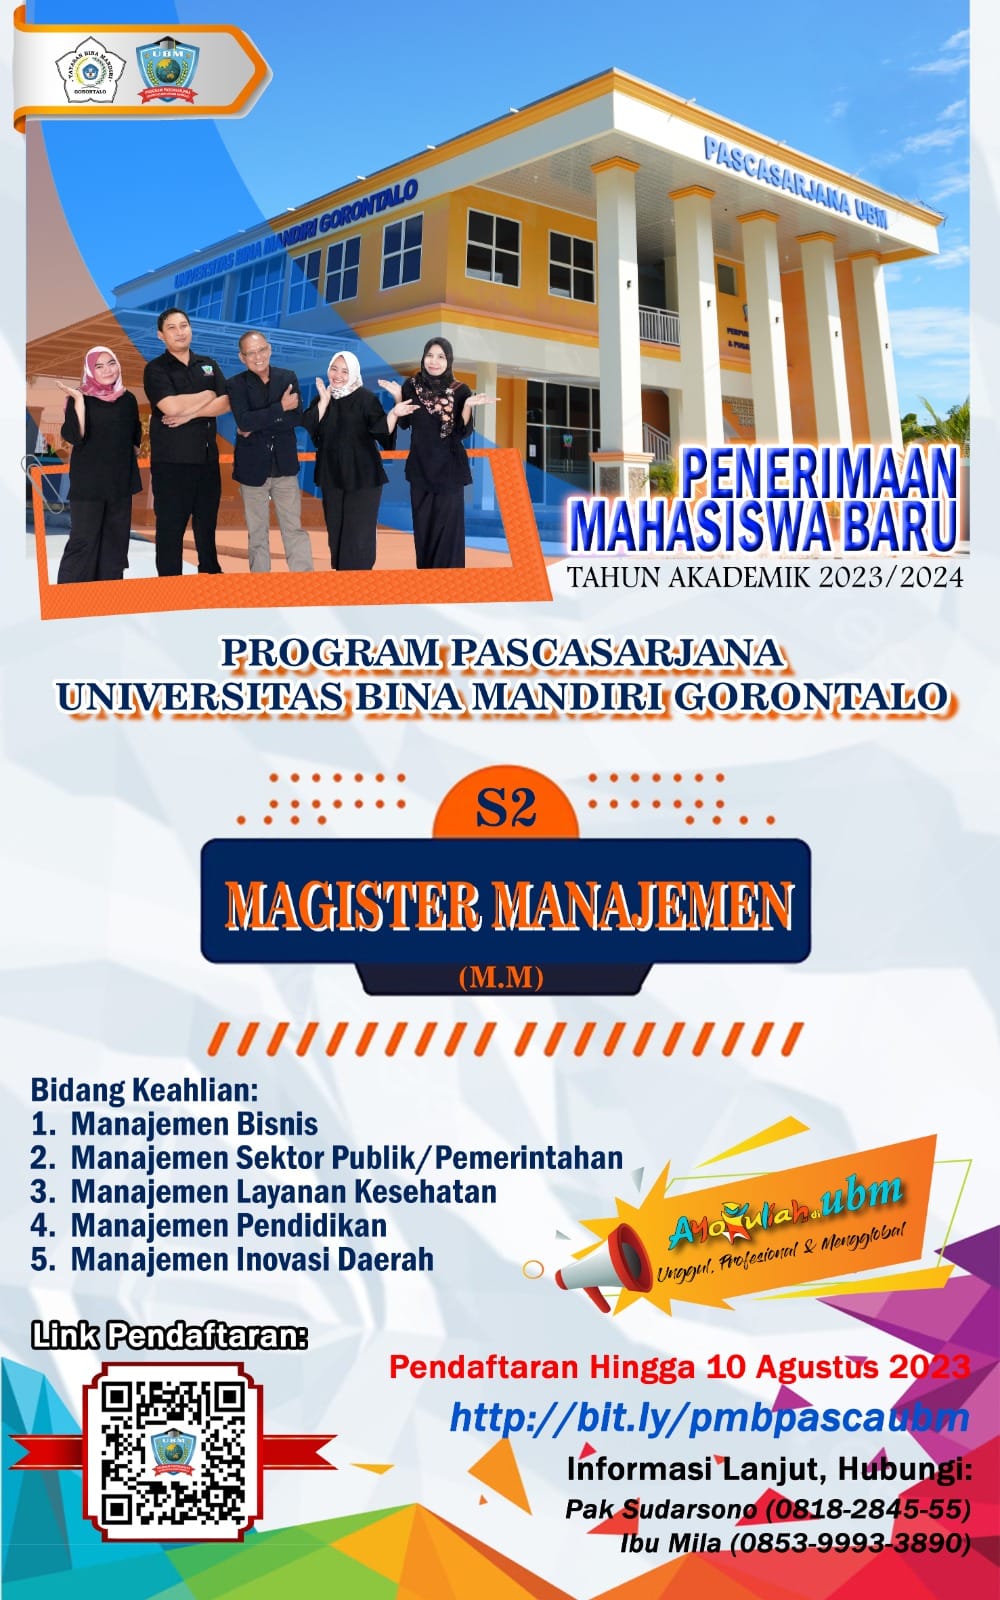 YAYASAN BINA MANDIRI
GORONTALO
UBM
PROGRAM PASCASARJANA
UNIVERSITAS BINA MANDIRI GORONTALO
PASCASARJANA UBM
PENERIMAAN
MAHASISWA BARU
TAHUN AKADEMIK 2023/2024
PROGRAM PASCASARJANA
UNIVERSITAS BINA MANDIRI GORONTALO
S2
MAGISTER MANAJEMEN
(M.M)
Bidang Keahlian:
1. Manajemen Bisnis
2. Manajemen Sektor Publik/Pemerintahan
3. Manajemen Layanan Kesehatan
4. Manajemen Pendidikan
5. Manajemen Inovasi Daerah
AyoKuliah di ubm
Unggul, Profesional & Mengglobal
Link Pendaftaran:
UBM
Pendaftaran Hingga 10 Agustus 2023
http://bit.ly/pmbpascaubm
Informasi Lanjut, Hubungi:
Pak Sudarsono (0818-2845-55)
Ibu Mila (0853-9993-3890)